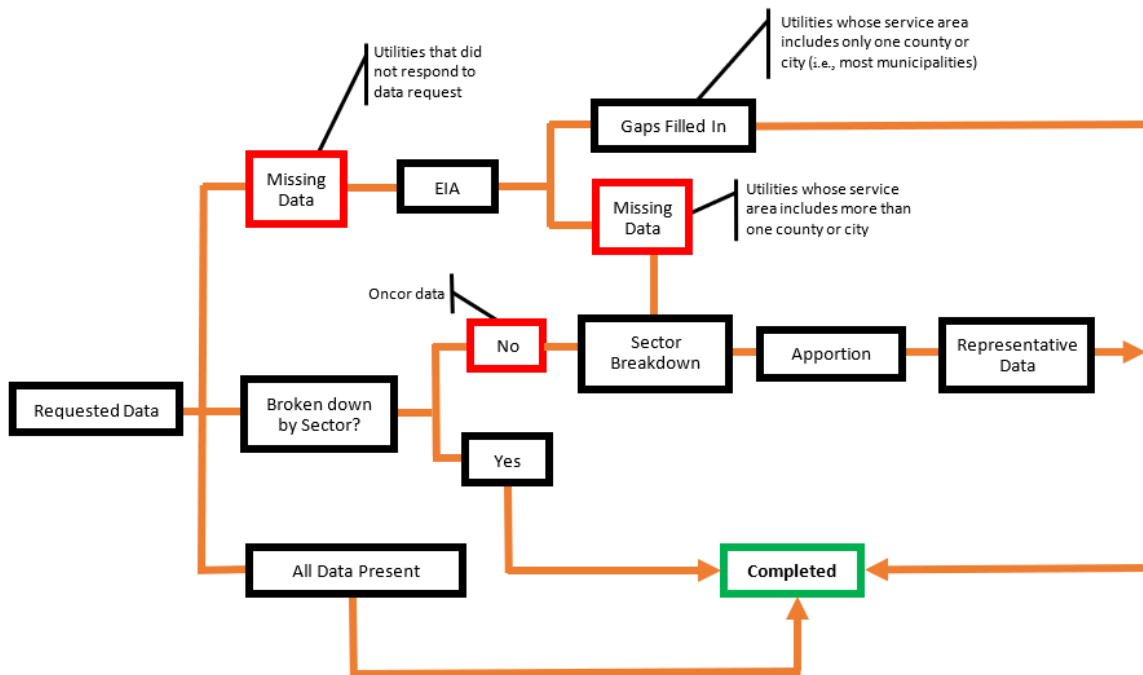 Utilities whose service area
includes only one county or
city (i.e., most municipalities)
Utilities that did
not respond to
data request
Gaps Filled In
Missing
Data
EIA
Utilities whose service
area includes more than
one county or city
Missing
Data
Oncor data
No
Sector
Breakdown
Apportion
Representative
Data
Requested Data
Broken down
by Sector?
Yes
All Data Present
Completed